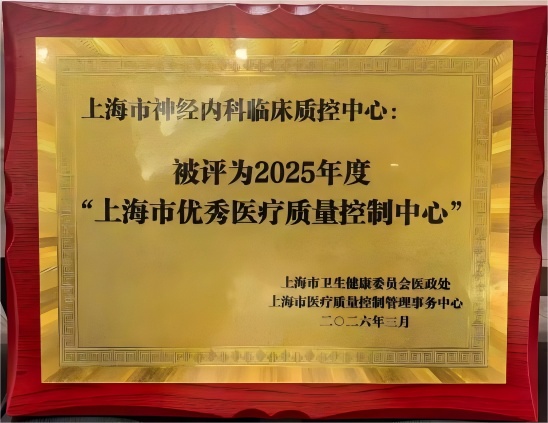 上海市神经内科临床质控中心：
被评为2025年度
“上海市优秀医疗质量控制中心”
上海市卫生健康委员会医政处
上海市医疗质量控制管理事务中心
二〇二六年三月